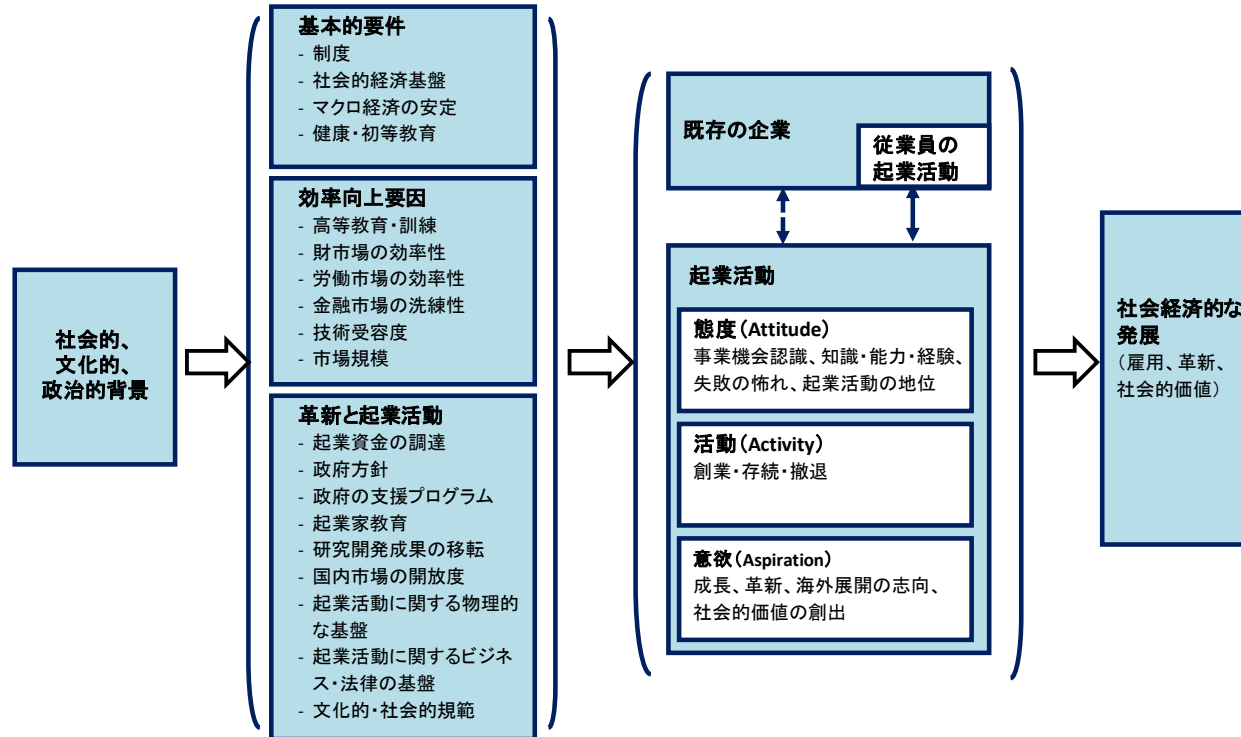 社会的、
文化的、
政治的背景
基本的要件
- 制度
- 社会的経済基盤
- マクロ経済の安定
- 健康・初等教育
効率向上要因
- 高等教育・訓練
- 財市場の効率性
- 労働市場の効率性
- 金融市場の洗練性
- 技術受容度
- 市場規模
革新と起業活動
- 起業資金の調達
- 政府方針
- 政府の支援プログラム
- 起業家教育
- 研究開発成果の移転
- 国内市場の開放度
- 起業活動に関する物理的
な基盤
- 起業活動に関するビジネ
ス・法律の基盤
- 文化的・社会的規範
既存の企業
従業員の
起業活動
起業活動
態度（Attitude）
事業機会認識、知識・能力・経験、
失敗の怖れ、起業活動の地位
活動（Activity）
創業・存続・撤退
意欲（Aspiration）
成長、革新、海外展開の志向、
社会的価値の創出
社会経済的な
発展
（雇用、革新、
社会的価値）